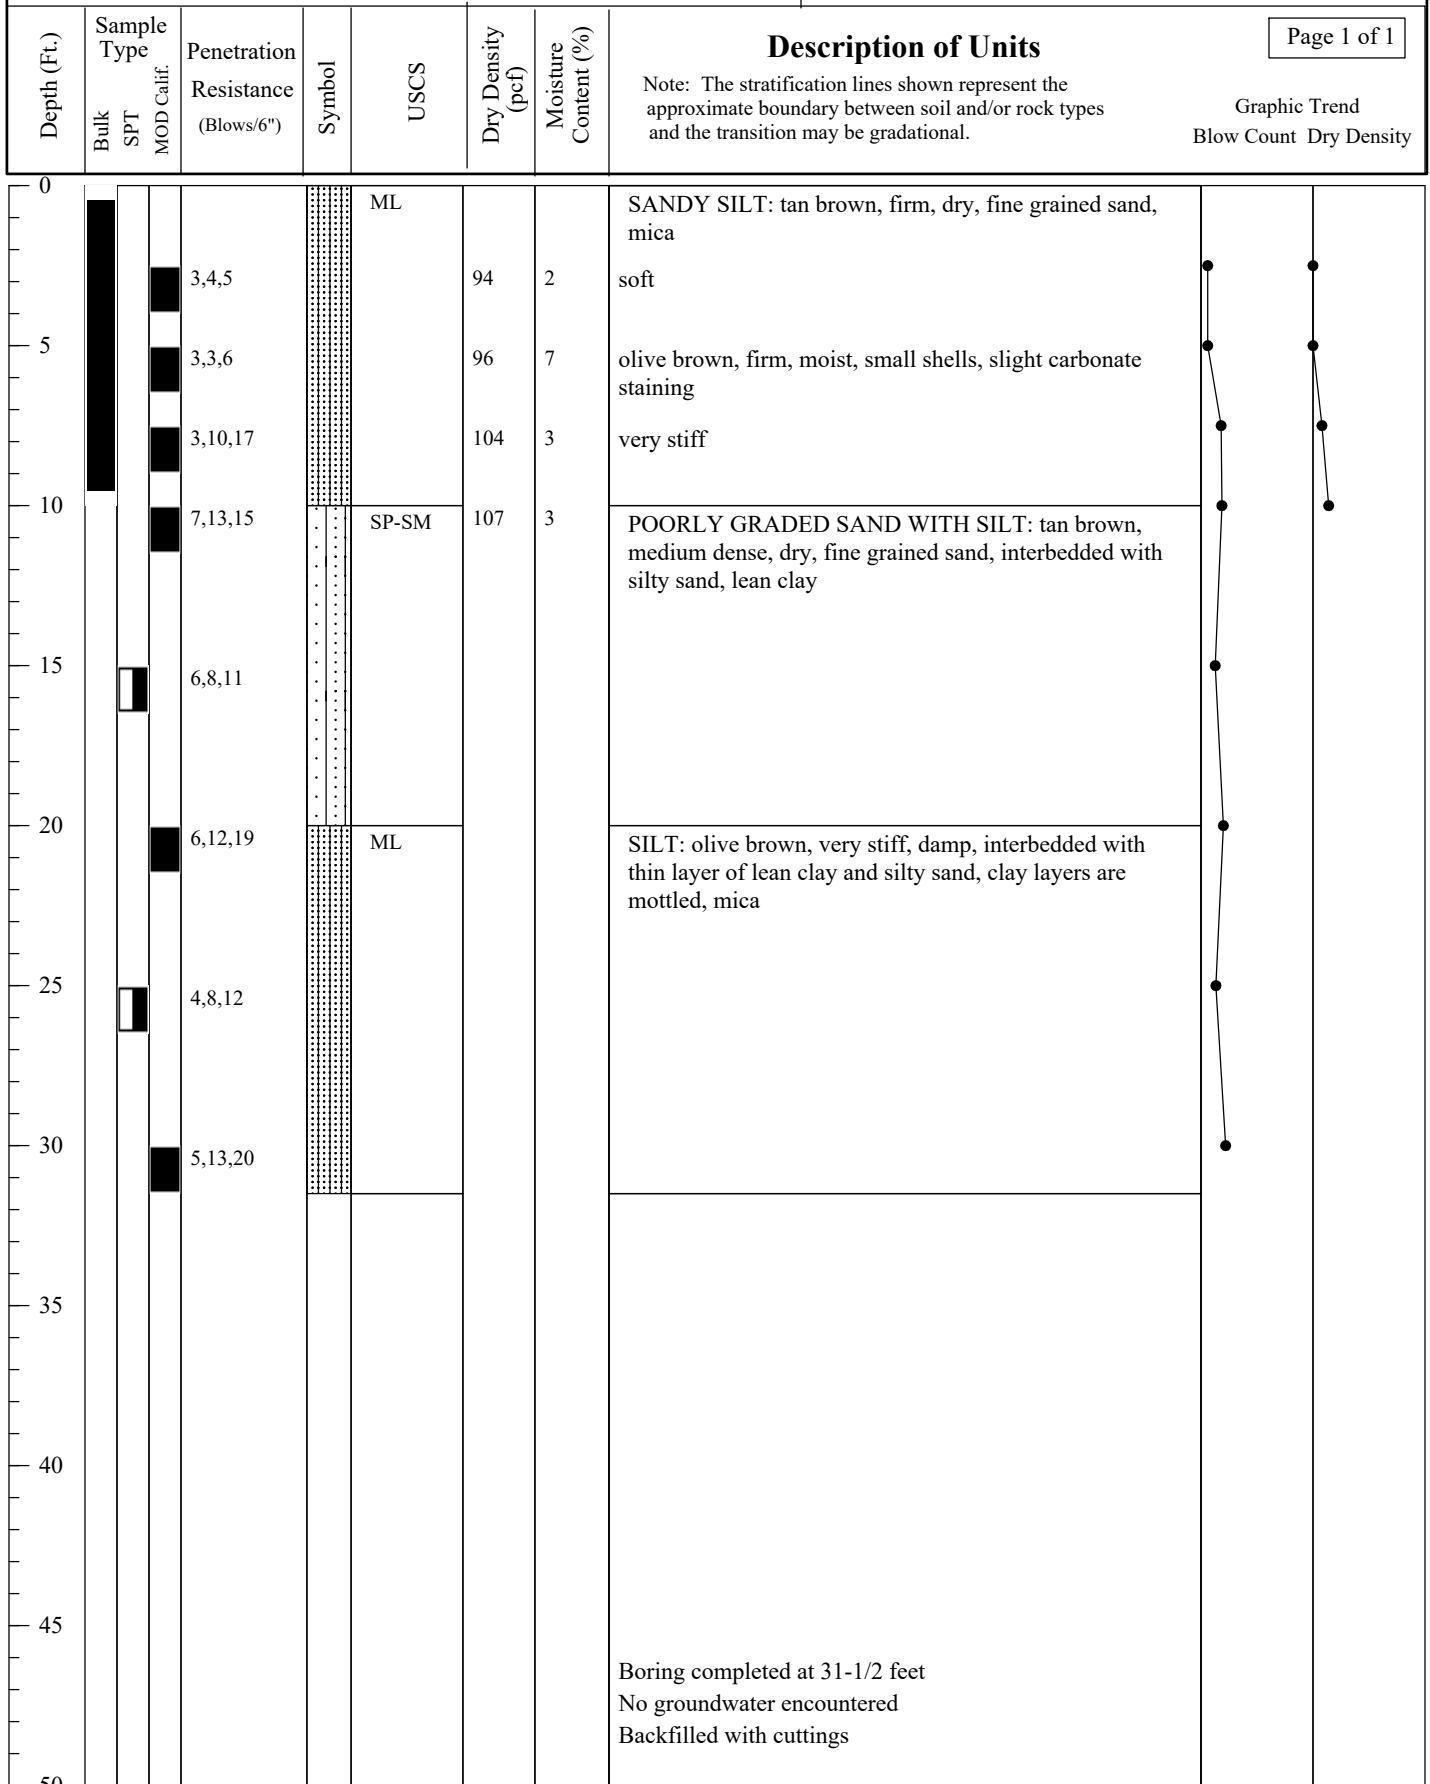 Depth (Ft.)
Sample
Type
Bulk
SPT
MOD Calif.
Penetration
Resistance
(Blows/6")
Symbol
USCS
Dry Density
(pcf)
Moisture
Content (%)
Description of Units
Note: The stratification lines shown represent the
approximate boundary between soil and/or rock types
and the transition may be gradational.
Page 1 of 1
Graphic Trend
Blow Count Dry Density
0
ML
SANDY SILT: tan brown, firm, dry, fine grained sand,
mica
3,4,5 94 2 soft
5
3,3,6 96 7 olive brown, firm, moist, small shells, slight carbonate
staining
3,10,17 104 3 very stiff
10
7,13,15 SP-SM 107 3 POORLY GRADED SAND WITH SILT: tan brown,
medium dense, dry, fine grained sand, interbedded with
silty sand, lean clay
15
6,8,11
20
6,12,19 ML SILT: olive brown, very stiff, damp, interbedded with
thin layer of lean clay and silty sand, clay layers are
mottled, mica
25
4,8,12
30
5,13,20
35
40
45
Boring completed at 31-1/2 feet
No groundwater encountered
Backfilled with cuttings
50